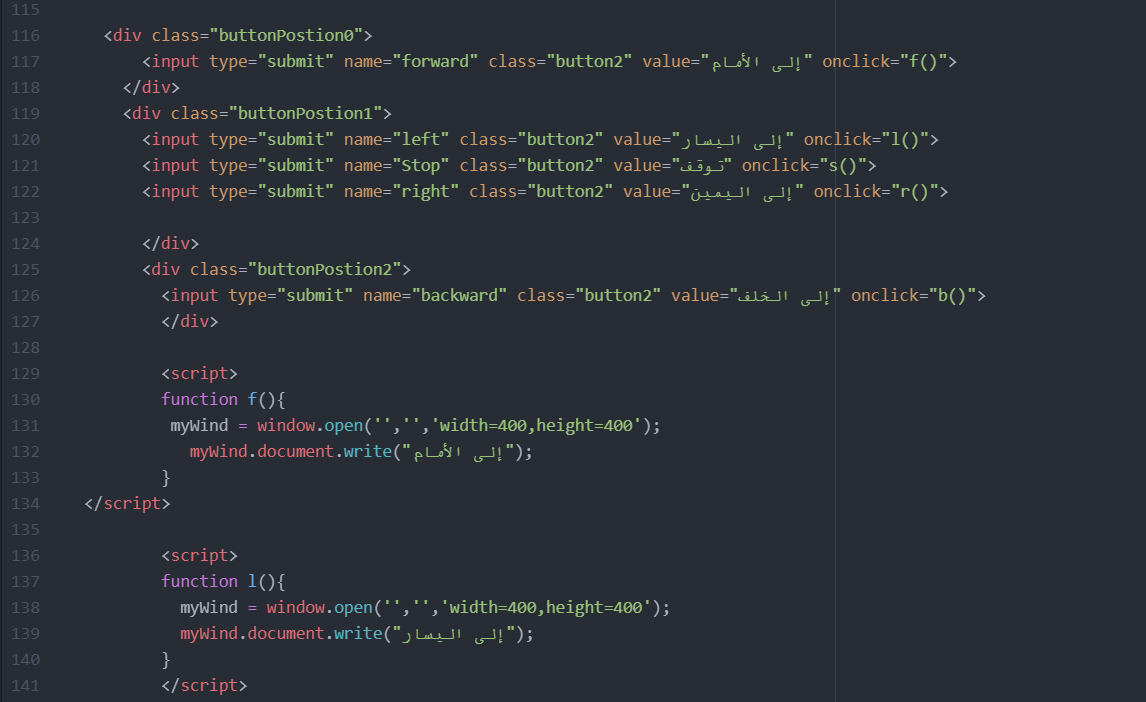 115
116 <div class="buttonPostion0">
117 <input type="submit" name="forward" class="button2" value="إلى الأمام" onclick="f()">
118 </div>
119 <div class="buttonPostion1">
120 <input type="submit" name="left" class="button2" value="إلى اليسار" onclick="l()">
121 <input type="submit" name="Stop" class="button2" value="توقف" onclick="s()">
122 <input type="submit" name="right" class="button2" value="إلى اليمين" onclick="r()">
123
124 </div>
125 <div class="buttonPostion2">
126 <input type="submit" name="backward" class="button2" value="إلى الخلف" onclick="b()">
127 </div>
128
129 <script>
130 function f(){
131 myWind = window.open('','','width=400,height=400');
132 myWind.document.write("إلى الأمام");
133 }
134 </script>
135
136 <script>
137 function l(){
138 myWind = window.open('','','width=400,height=400');
139 myWind.document.write("إلى اليسار");
140 }
141 </script>